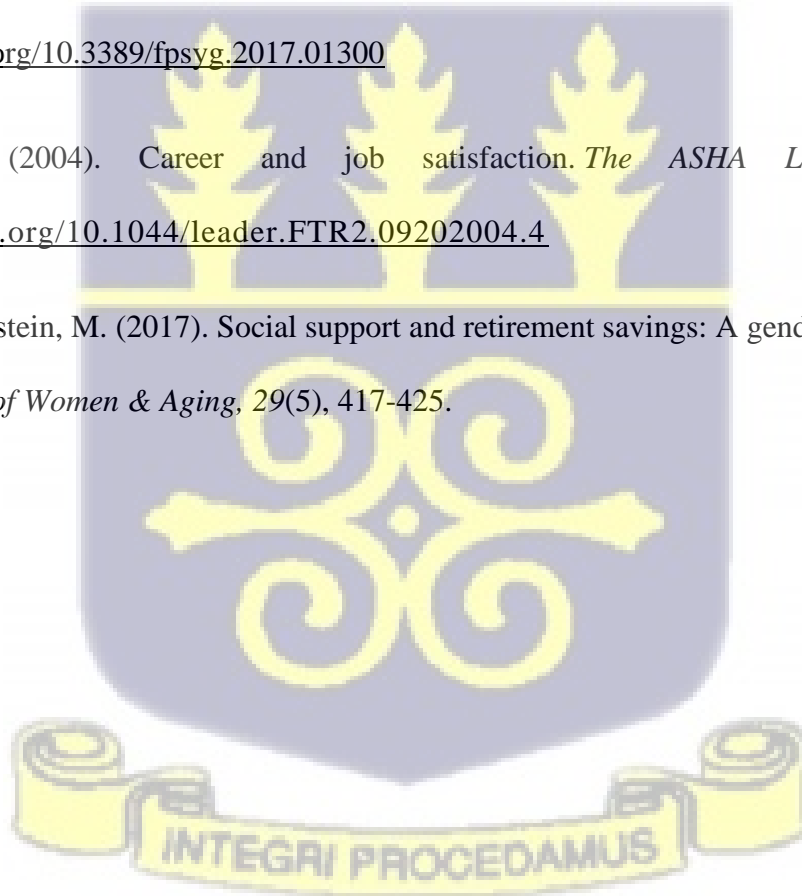 org/10.3389/fpsyg.2017.01300
(2004). Career and job satisfaction. The ASHA L
.org/10.1044/leader.FTR2.09202004.4
stein, M. (2017). Social support and retirement savings: A gend
of Women & Aging, 29(5), 417-425.
INTEGRI PROCEDAMUS